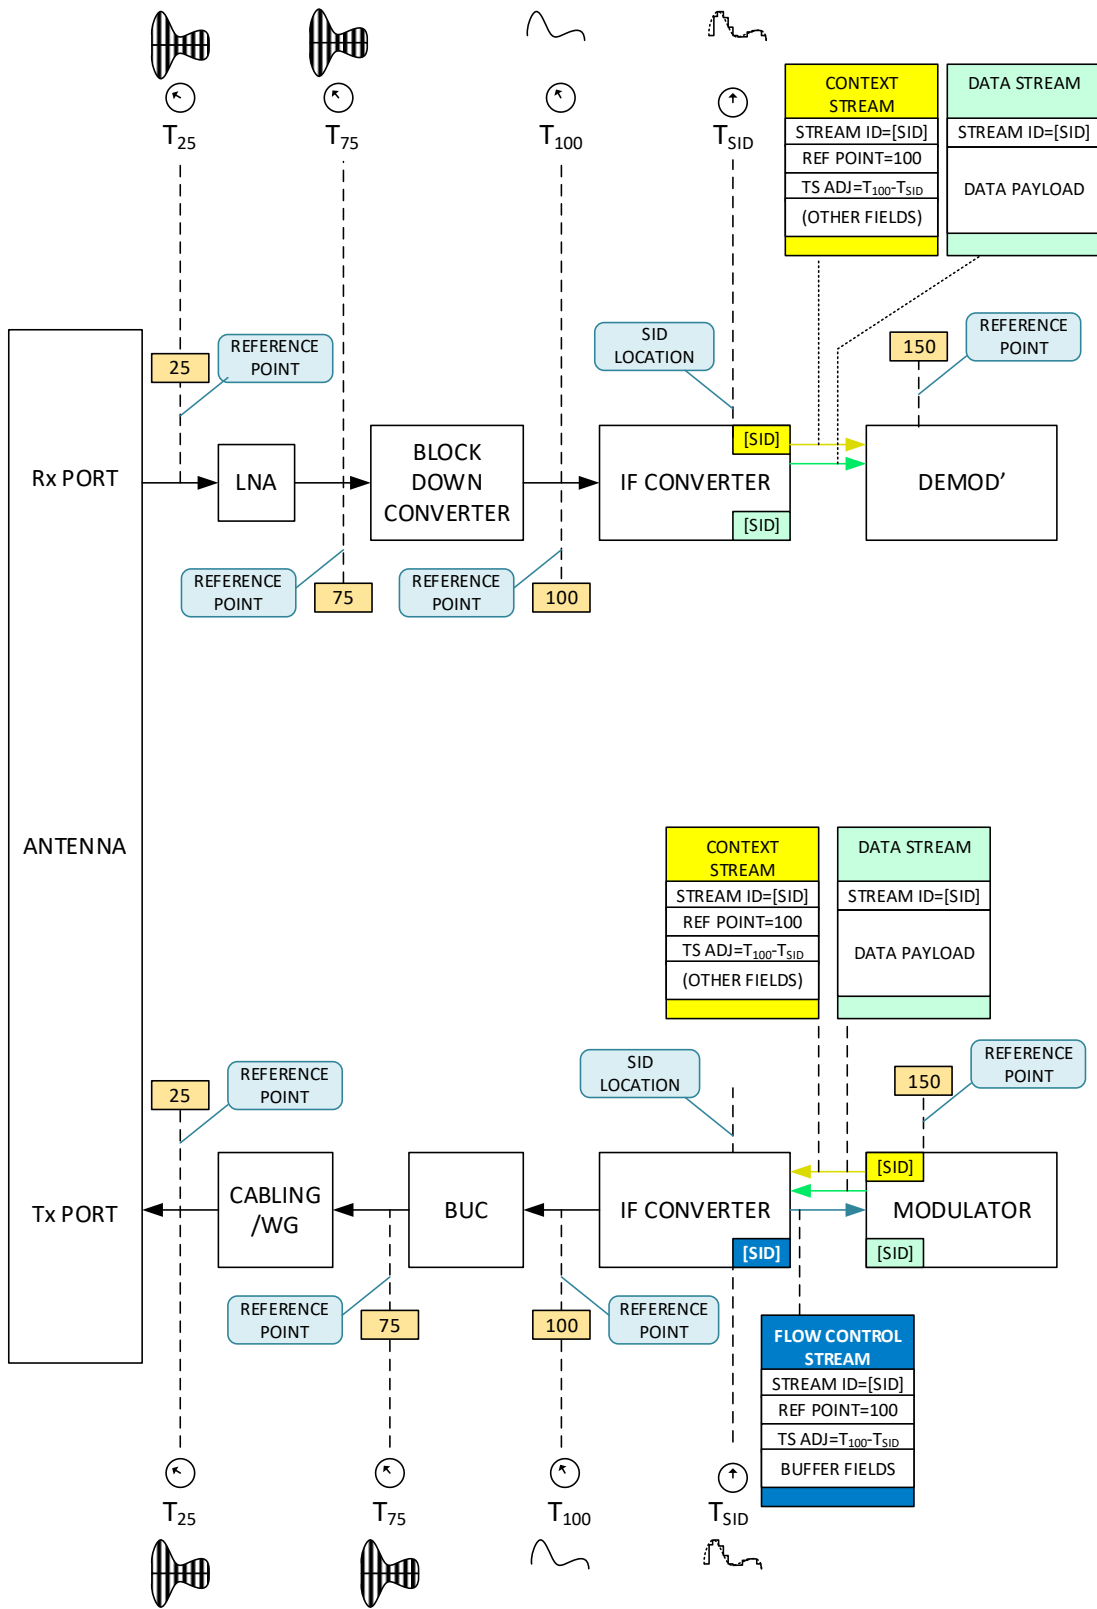 T25
T75
T100
TSID
CONTEXT
STREAM
STREAM ID=[SID]
REF POINT=100
TS ADJ=T100-TSID
(OTHER FIELDS)
DATA STREAM
STREAM ID=[SID]
DATA PAYLOAD
25
REFERENCE
POINT
SID
LOCATION
150
REFERENCE
POINT
Rx PORT
LNA
BLOCK
DOWN
CONVERTER
IF CONVERTER
[SID]
[SID]
DEMOD’
REFERENCE
POINT
75
REFERENCE
POINT
100
ANTENNA
CONTEXT
STREAM
STREAM ID=[SID]
REF POINT=100
TS ADJ=T100-TSID
(OTHER FIELDS)
DATA STREAM
STREAM ID=[SID]
DATA PAYLOAD
25
REFERENCE
POINT
SID
LOCATION
150
REFERENCE
POINT
Tx PORT
CABLING
/WG
BUC
IF CONVERTER
[SID]
[SID]
MODULATOR
[SID]
REFERENCE
POINT
75
100
REFERENCE
POINT
FLOW CONTROL
STREAM
STREAM ID=[SID]
REF POINT=100
TS ADJ=T100-TSID
BUFFER FIELDS
T25
T75
T100
TSID